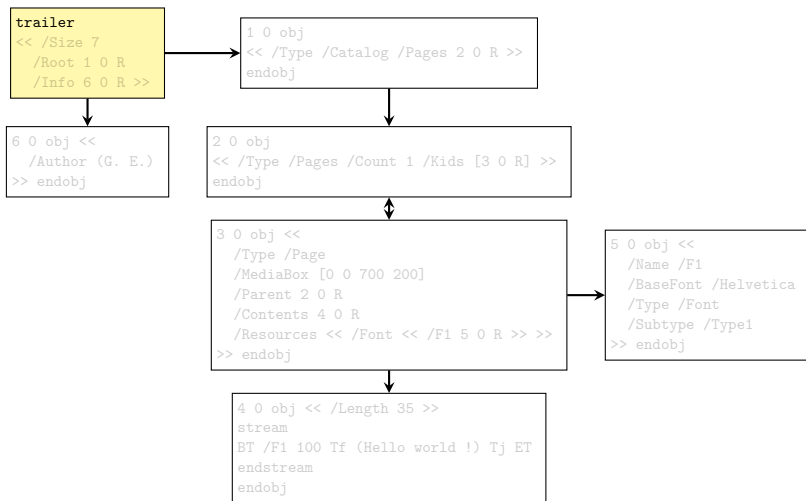 trailer
<< /Size 7
/Root 1 0 R
/Info 6 0 R >>
1 0 obj
<< /Type /Catalog /Pages 2 0 R >>
endobj
6 0 obj <<
/Author (G. E.)
>> endobj
2 0 obj
<< /Type /Pages /Count 1 /Kids [3 0 R] >>
endobj
3 0 obj <<
/Type /Page
/MediaBox [0 0 700 200]
/Parent 2 0 R
/Contents 4 0 R
/Resources << /Font << /F1 5 0 R >> >>
>> endobj
5 0 obj <<
/Name /F1
/BaseFont /Helvetica
/Type /Font
/Subtype /Type1
>> endobj
4 0 obj << /Length 35 >>
stream
BT /F1 100 Tf (Hello world !) Tj ET
endstream
endobj